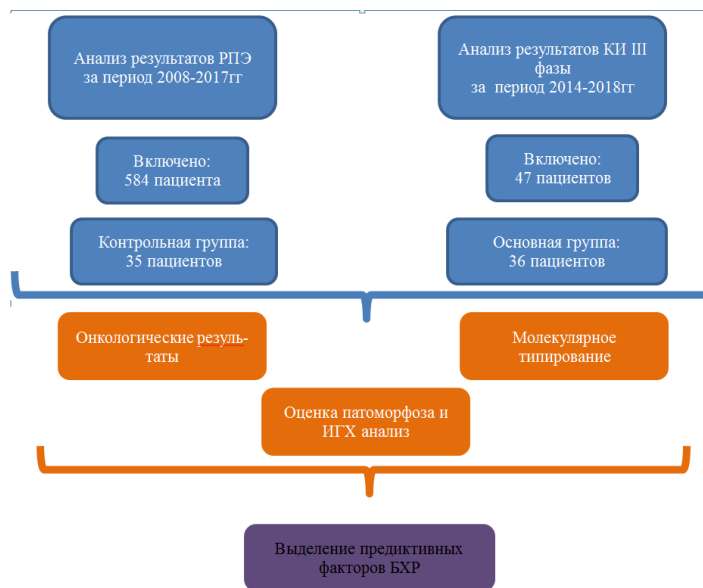 Анализ результатов РПЭ
за период 2008-2017гг
Анализ результатов КИ III
фазы
за период 2014-2018гг
Включено:
584 пациента
Включено:
47 пациентов
Контрольная группа:
35 пациентов
Основная группа:
36 пациентов
Онкологические резуль-
таты
Молекулярное
типирование
Оценка патоморфоза и
ИГХ анализ
Выделение предиктивных
факторов БХР